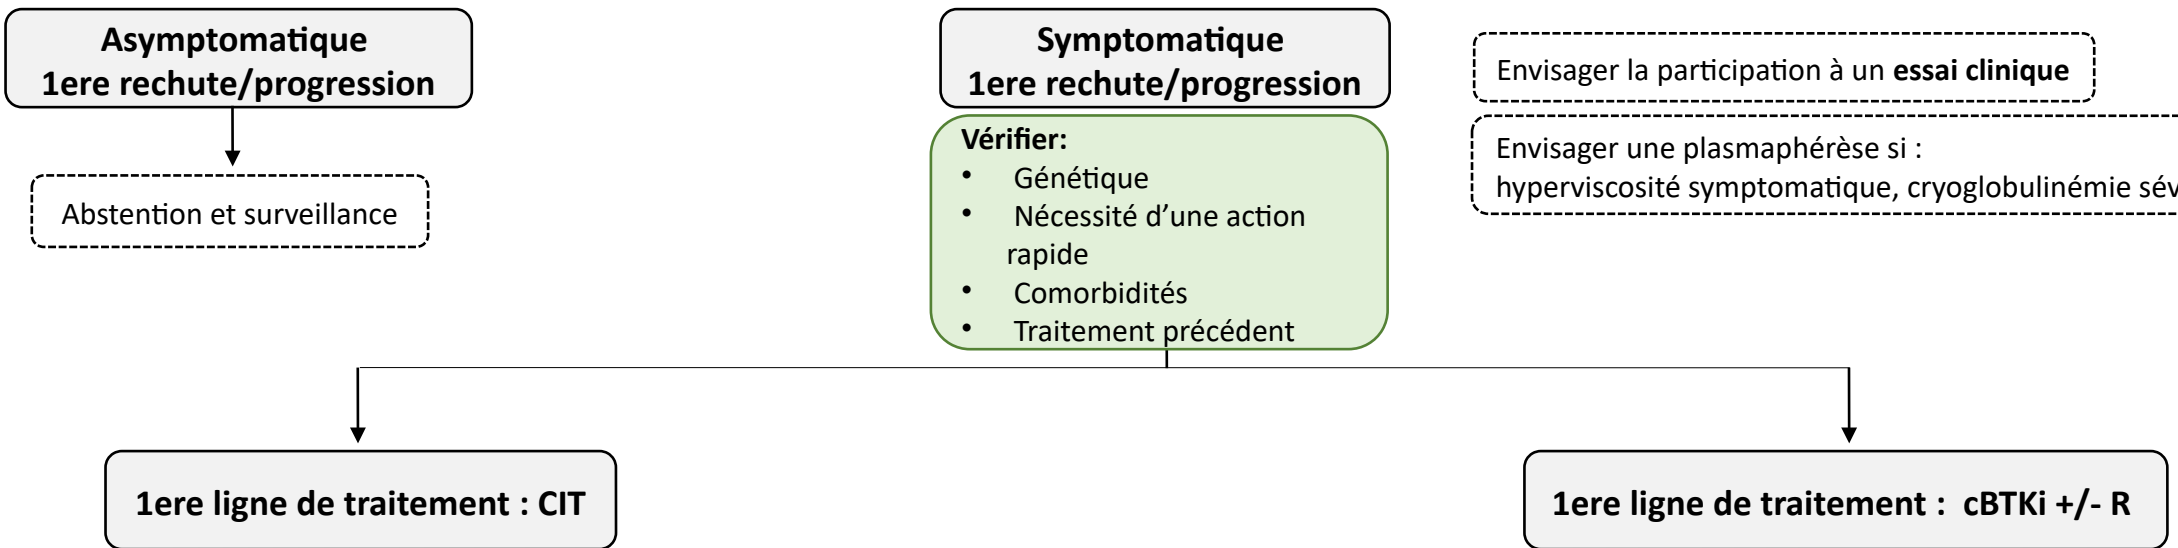 Asymptomatique
1ere rechute/progression
Abstention et surveillance
Symptomatique
1ere rechute/progression
Vérifier:
• Génétique
• Nécessité d'une action
rapide
• Comorbidités
• Traitement précédent
Envisager la participation à un essai clinique
Envisager une plasmaphérèse si :
hyperviscosité symptomatique, cryoglobulinémie
1ere ligne de traitement : CIT
1ere ligne de traitement : cBTKi +/- R